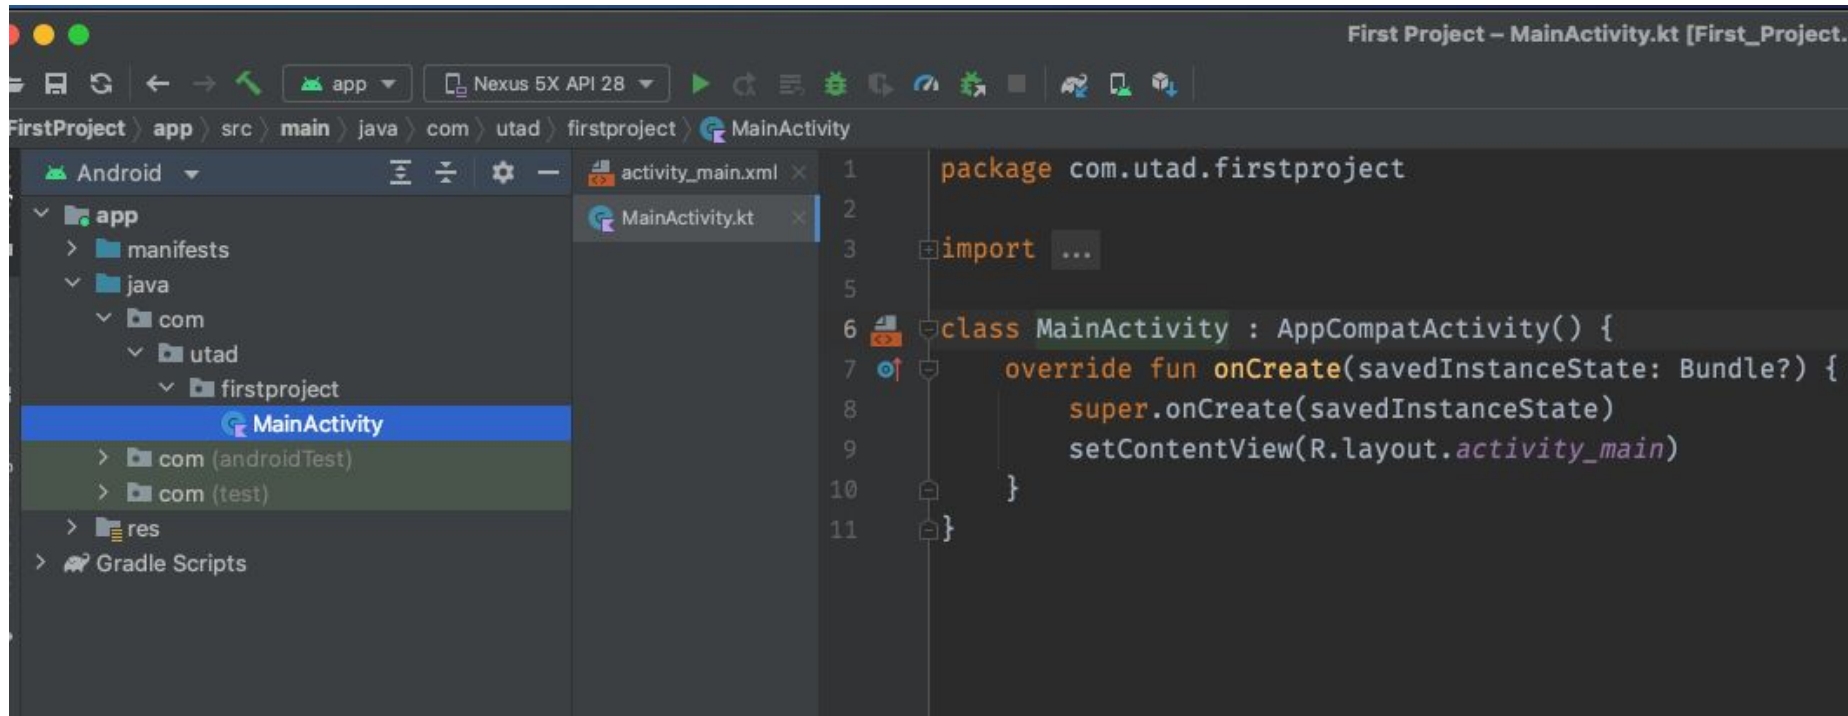 First Project – MainActivity.kt [First_Project.
app
Nexus 5X API 28
FirstProject app src main java com utad firstproject MainActivity
Android
app
manifests
java
com
utad
firstproject
MainActivity
com (androidTest)
com (test)
res
Gradle Scripts
activity_main.xml
MainActivity.kt
1 package com.utad.firstproject
2
3 import ...
5
6 class MainActivity : AppCompatActivity() {
7 override fun onCreate(savedInstanceState: Bundle?) {
8 super.onCreate(savedInstanceState)
9 setContentView(R.layout.activity_main)
10 }
11 }